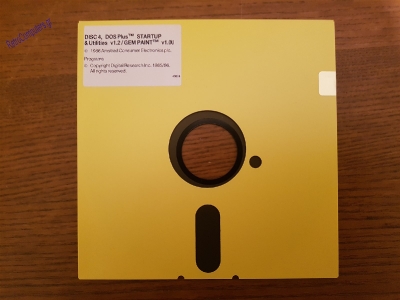 DISC 4, DOS Plus™ STARTUP
& Utilities v1.2 / GEM PAINT™ v1.0i
© 1986 Amstrad Consumer Electronics plc.
Programs
© Copyright Digital Research Inc. 1985/86.
All rights reserved.